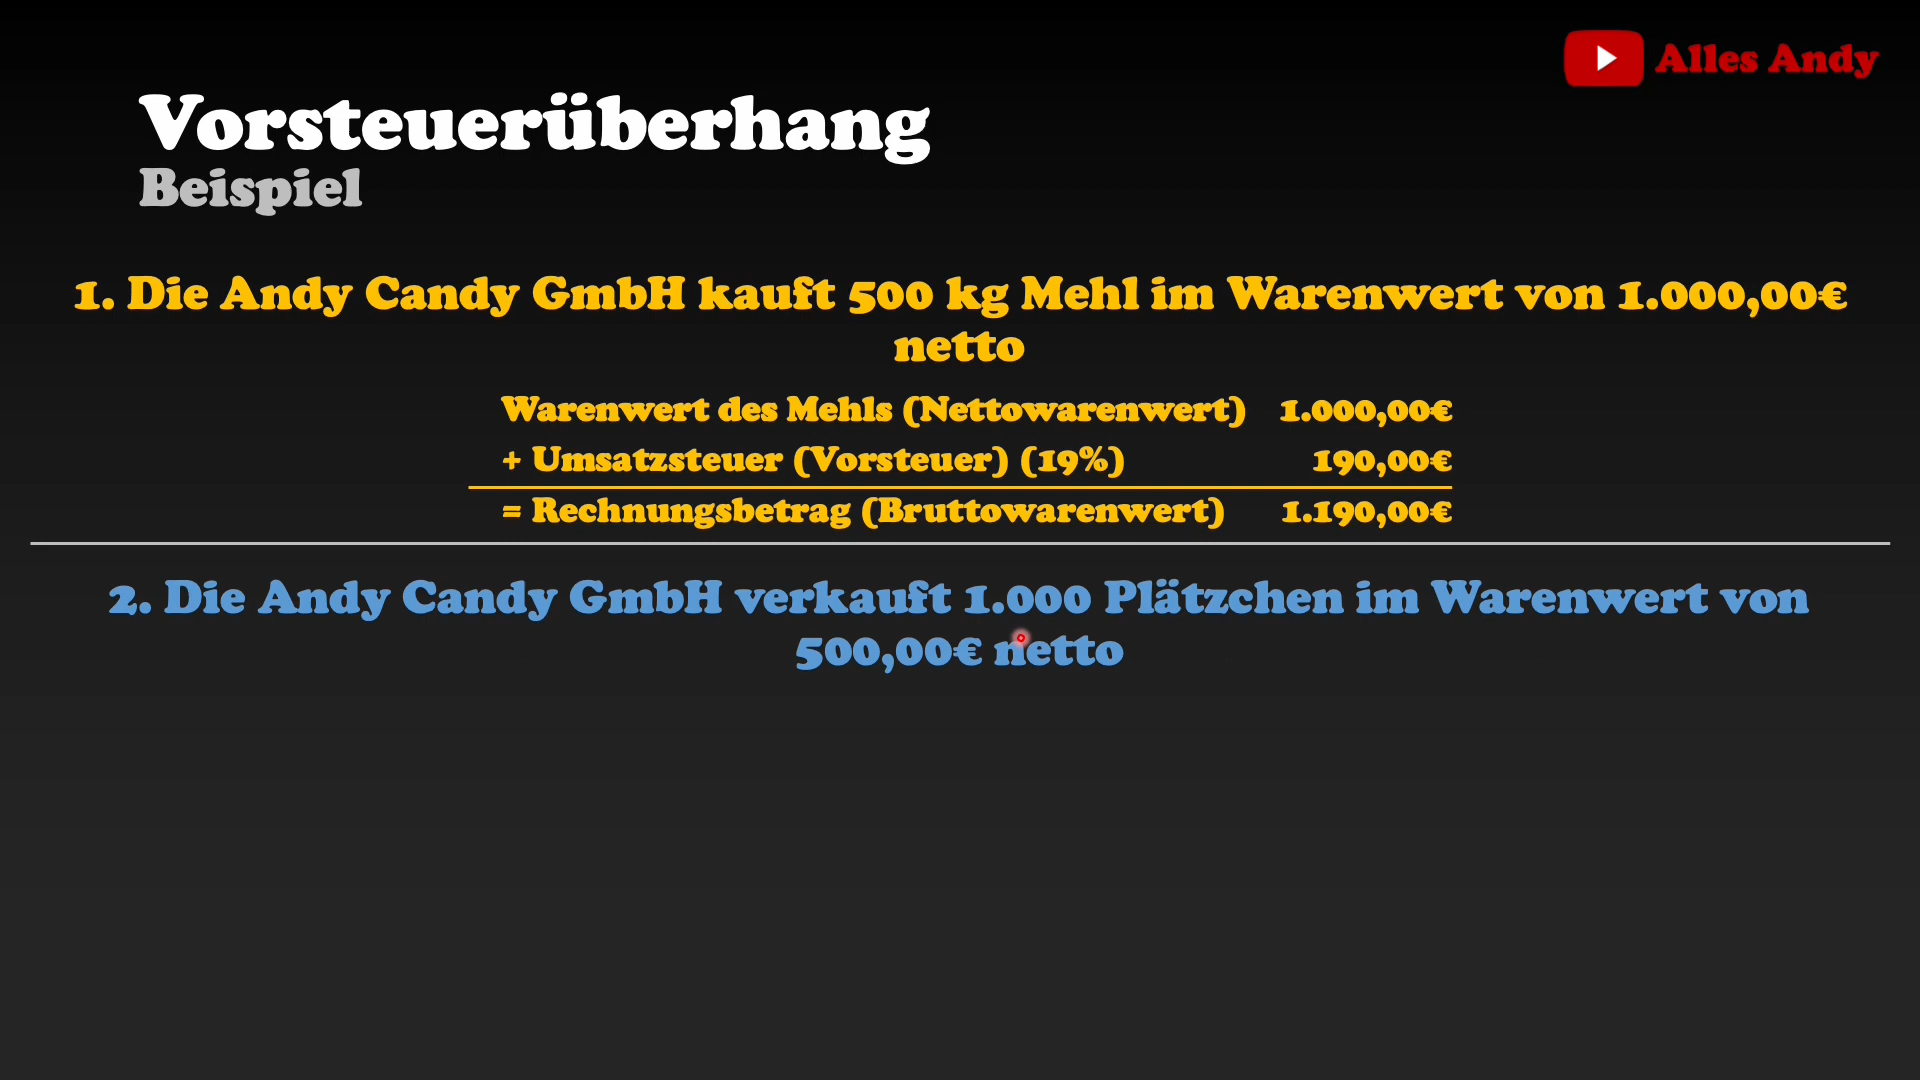 Alles Andy
Vorsteuerüberhang
Beispiel
1. Die Andy Candy GmbH kauft 500 kg Mehl im Warenwert von 1.000,00€
netto
Warenwert des Mehls (Nettowarenwert) 1.000,00€
+ Umsatzsteuer (Vorsteuer) (19%) 190,00€
= Rechnungsbetrag (Bruttowarenwert) 1.190,00€
2. Die Andy Candy GmbH verkauft 1.000 Plätzchen im Warenwert von
500,00€ netto